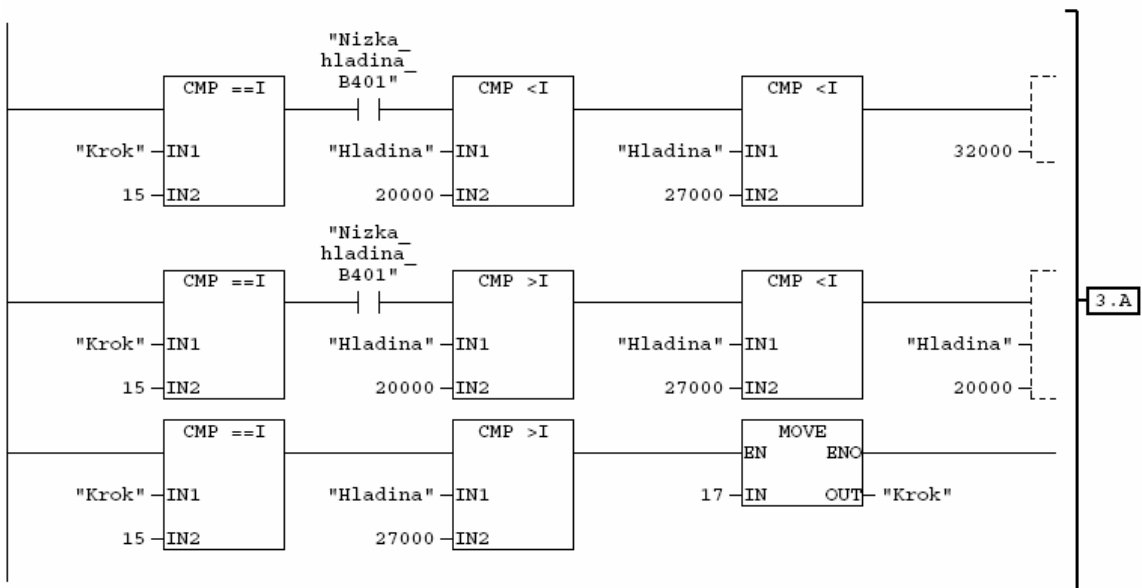 "Nizka_
hladina_
B401"
CMP ==I CMP <I CMP <I
"Krok" IN1 "Hladina" IN1 "Hladina" IN1 32000
15 IN2 20000 IN2 27000 IN2
"Nizka_
hladina_
B401"
CMP ==I CMP >I CMP <I
3.A
"Krok" IN1 "Hladina" IN1 "Hladina" IN1 "Hladina"
15 IN2 20000 IN2 27000 IN2 20000
CMP ==I CMP >I MOVE
EN ENO
"Krok" IN1 "Hladina" IN1 17 IN OUT "Krok"
15 IN2 27000 IN2